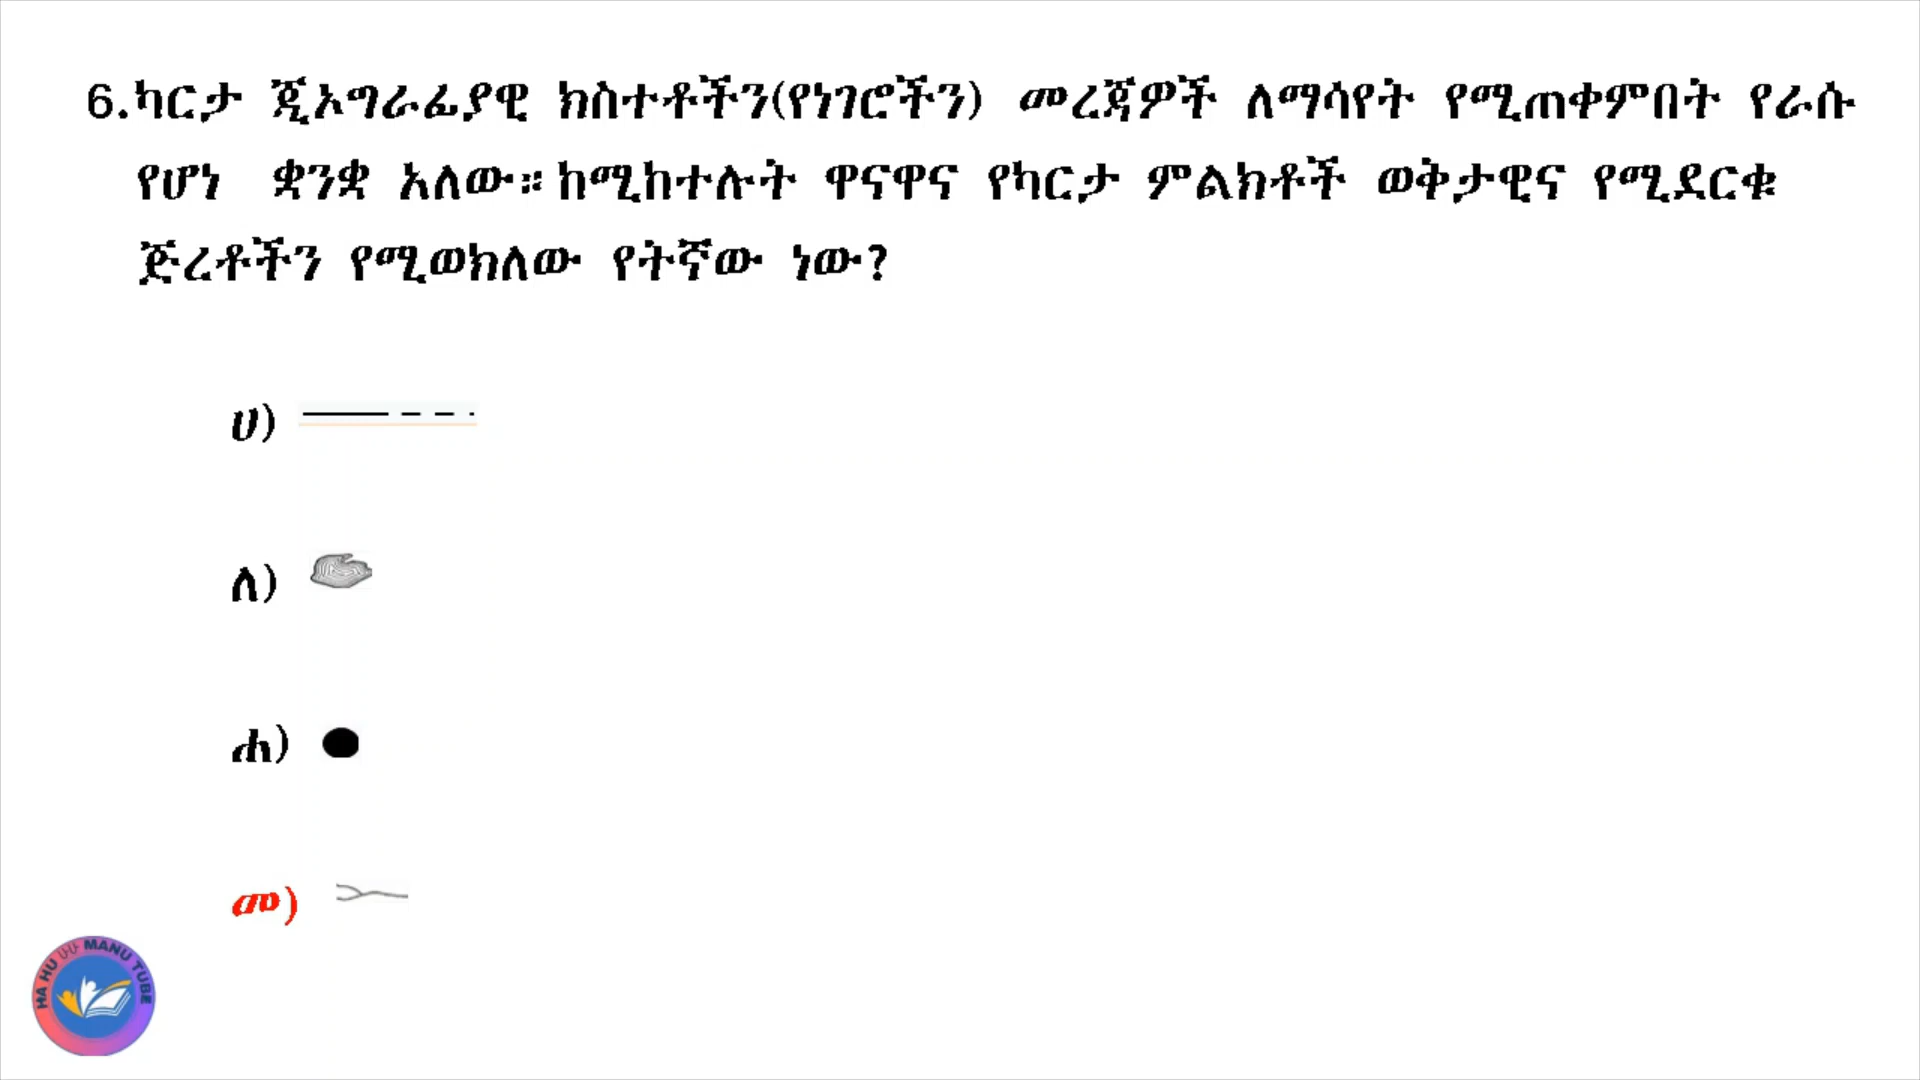 6.ካርታ ጂኦግራፊያዊ ክስተቶችን(የነገሮችን) መረጃዎች ለማሳየት የሚጠቀምበት የራሱ
የሆነ ቋንቋ አለው። ከሚከተሉት ዋናዋና የካርታ ምልክቶች ወቅታዊና የሚደርቁ
ጅረቶችን የሚወክለው የትኛው ነው?
ሀ)
ለ)
ሐ)
መ)
HA HU ሀሁ MANU TUBE